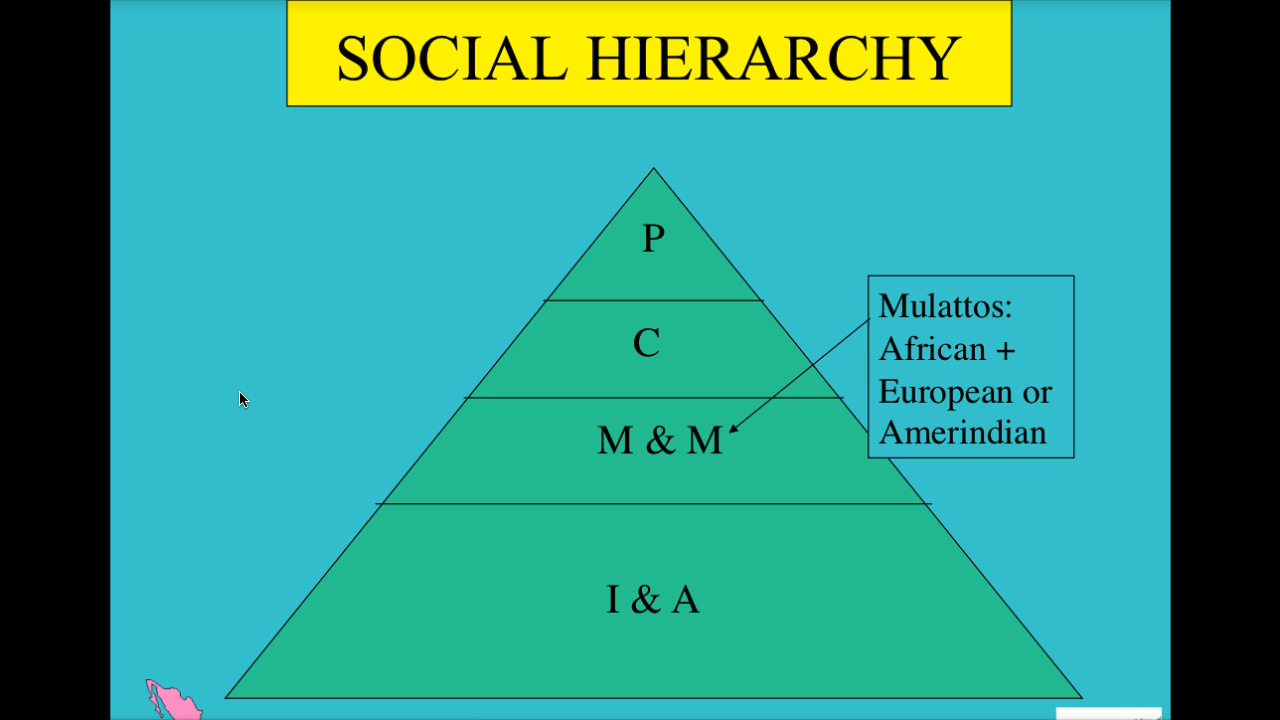 SOCIAL HIERARCHY
P
C
Mulattos:
African +
European or
Amerindian
M & M
I & A